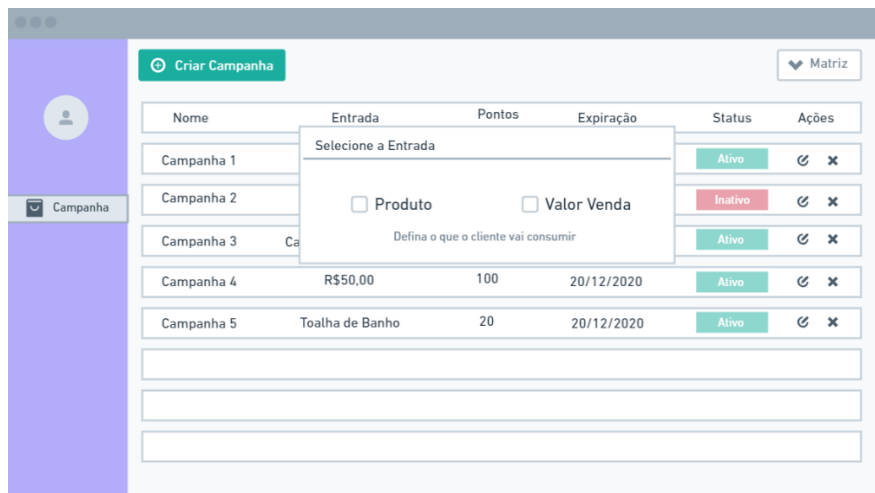 Criar Campanha
Matriz
Nome Entrada Pontos Expiração Status Ações
Selecione a Entrada
Campanha 1 Ativo
Campanha
Campanha 2 Inativo
Produto Valor Venda
Defina o que o cliente vai consumir
Campanha 3 Ca Ativo
Campanha 4 R$50,00 100 20/12/2020 Ativo
Campanha 5 Toalha de Banho 20 20/12/2020 Ativo